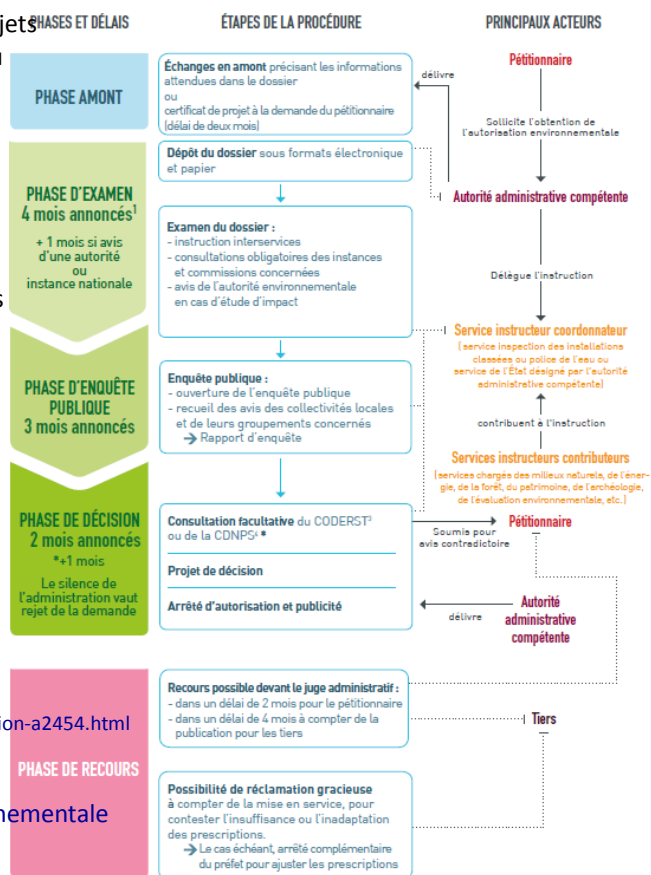 jets
PHASES ET DÉLAIS
ÉTAPES DE LA PROCÉDURE
PRINCIPAUX ACTEURS
PHASE AMONT
Échanges en amont précisant les informations
attendues dans le dossier
ou
certificat de projet à la demande du pétitionnaire
(délai de deux mois)
délivre
Pétitionnaire
Sollicite l'obtention de
l'autorisation environnementale
Dépôt du dossier sous formats électronique
et papier
Autorité administrative compétente
PHASE D'EXAMEN
4 mois annoncés¹
+ 1 mois si avis
d'une autorité
ou
instance nationale
Examen du dossier :
- instruction interservices
- consultations obligatoires des instances
et commissions concernées
- avis de l'autorité environnementale
en cas d'étude d'impact
Délègue l'instruction
s
Service instructeur coordonnateur
(service inspection des installations
classées ou police de l'eau ou
service de l'État désigné par l'autorité
administrative compétente)
PHASE D'ENQUÊTE
PUBLIQUE
3 mois annoncés
Enquête publique :
- ouverture de l'enquête publique
- recueil des avis des collectivités locales
et de leurs groupements concernés
→ Rapport d'enquête
contribuent à l'instruction
Services instructeurs contributeurs
(services chargés des milieux naturels, de l'éner-
gie, de la forêt, du patrimoine, de l'archéologie,
de l'évaluation environnementale, etc.)
PHASE DE DÉCISION
2 mois annoncés
*+1 mois
Le silence de
l'administration vaut
rejet de la demande
Consultation facultative du CODERST³
ou de la CDNPS⁴ *
Projet de décision
Arrêté d'autorisation et publicité
Soumis pour
avis contradictoire
Pétitionnaire
délivre
Autorité
administrative
compétente
PHASE DE RECOURS
Recours possible devant le juge administratif :
- dans un délai de 2 mois pour le pétitionnaire
- dans un délai de 4 mois à compter de la
publication pour les tiers
Tiers
ion-a2454.html
nementale
Possibilité de réclamation gracieuse
à compter de la mise en service, pour
contester l'insuffisance ou l'inadaptation
des prescriptions.
→ Le cas échéant, arrêté complémentaire
du préfet pour ajuster les prescriptions